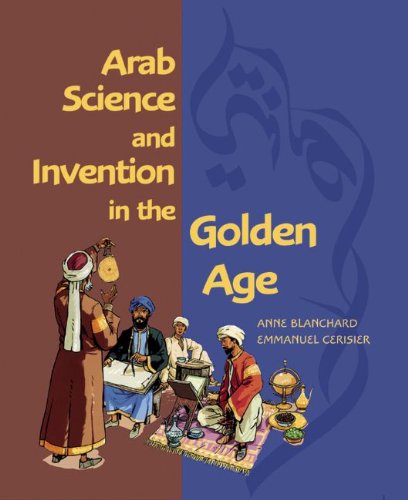 Arab
Science
and
Invention
in the
Golden
Age
ANNE BLANCHARD
EMMANUEL CERISIER